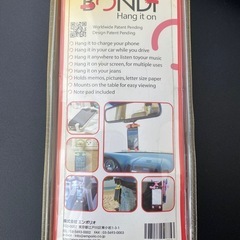 BONDI
Hang it on
Worldwide Patent Pending
Design Patent Pending
• Hang it to charge your phone
• Hang it in your car while you drive
• Hang it anywhere to listen to your music
• Hang it on your screen, for multiple uses
• Hang it on your jeans
• Holds memos, pictures, letter size paper
• Mounts on the table for easy viewing
• Note pad included